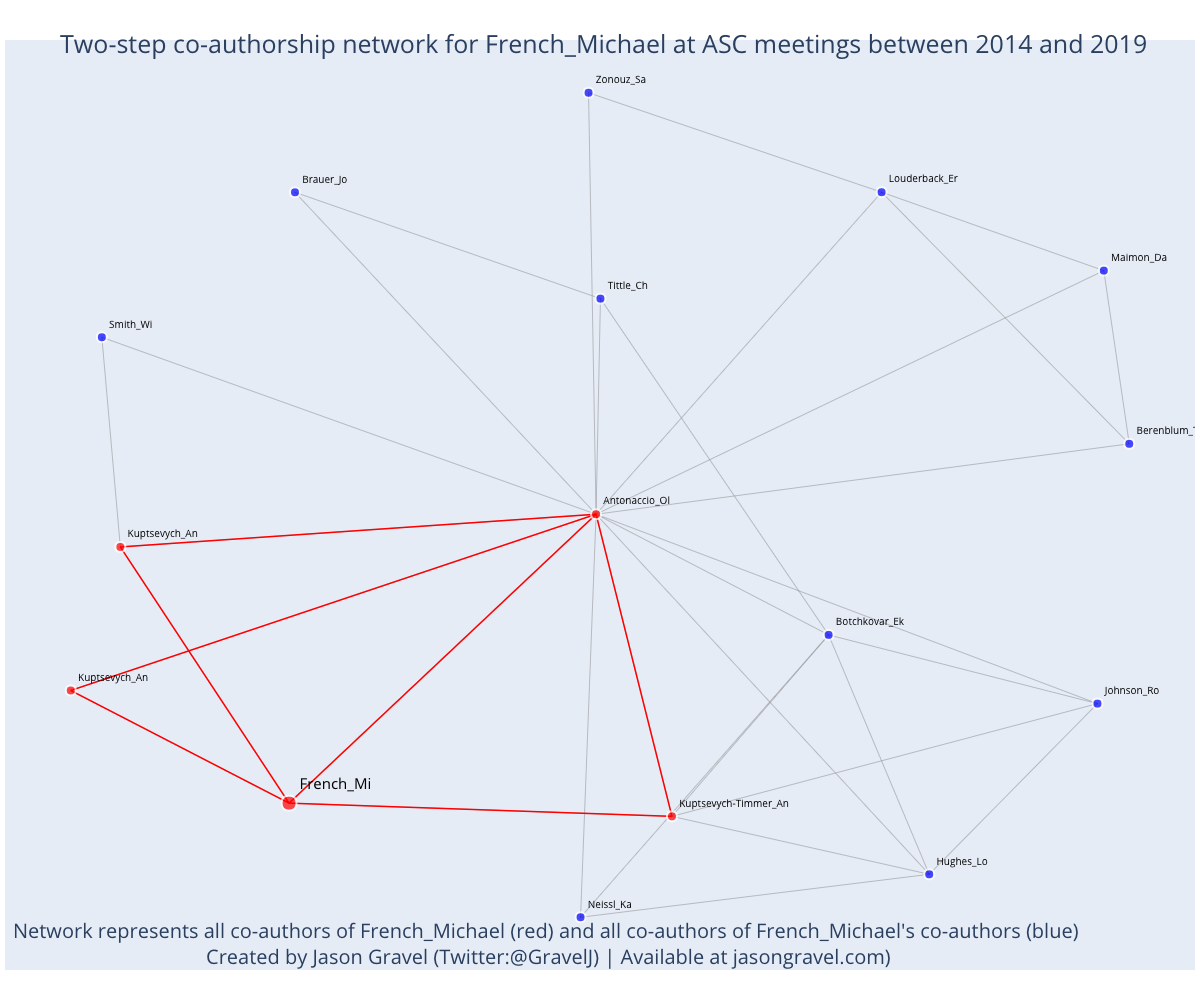 Two-step co-authorship network for French_Michael at ASC meetings between 2014 and 2019
Zonouz_Sa
Brauer_Jo
Louderback_Er
Maimon_Da
Tittle_Ch
Smith_Wi
Berenblum_T
Antonaccio_Ol
Kuptsevych_An
Botchkovar_Ek
Kuptsevych_An
Johnson_Ro
French_Mi
Kuptsevych-Timmer_An
Hughes_Lo
Neissl_Ka
Network represents all co-authors of French_Michael (red) and all co-authors of French_Michael's co-authors (blue)
Created by Jason Gravel (Twitter:@GravelJ) | Available at jasongravel.com)